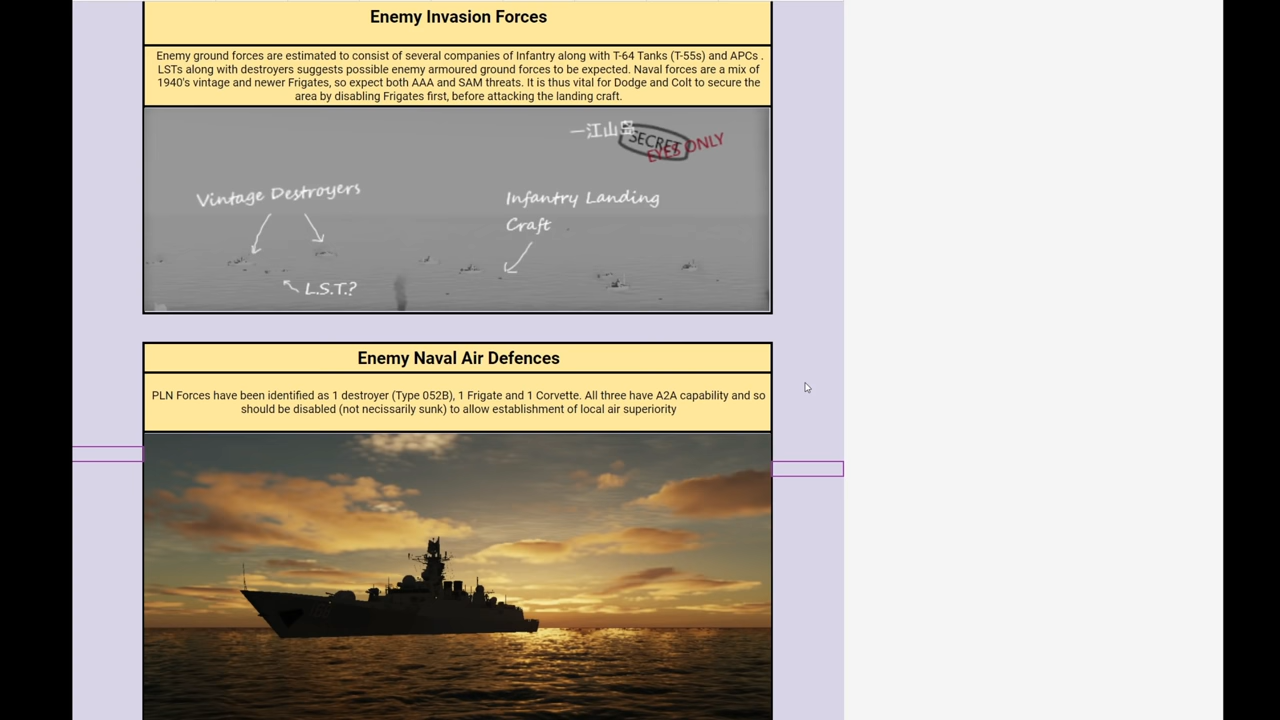 Enemy Invasion Forces
Enemy ground forces are estimated to consist of several companies of Infantry along with T-64 Tanks (T-55s) and APCs .
LSTs along with destroyers suggests possible enemy armoured ground forces to be expected. Naval forces are a mix of
1940's vintage and newer Frigates, so expect both AAA and SAM threats. It is thus vital for Dodge and Colt to secure the
area by disabling Frigates first, before attacking the landing craft.
一江山岛
SECRET
EYES ONLY
Vintage Destroyers
Infantry Landing
Craft
L.S.T.?
Enemy Naval Air Defences
PLN Forces have been identified as 1 destroyer (Type 052B), 1 Frigate and 1 Corvette. All three have A2A capability and so
should be disabled (not necissarily sunk) to allow establishment of local air superiority